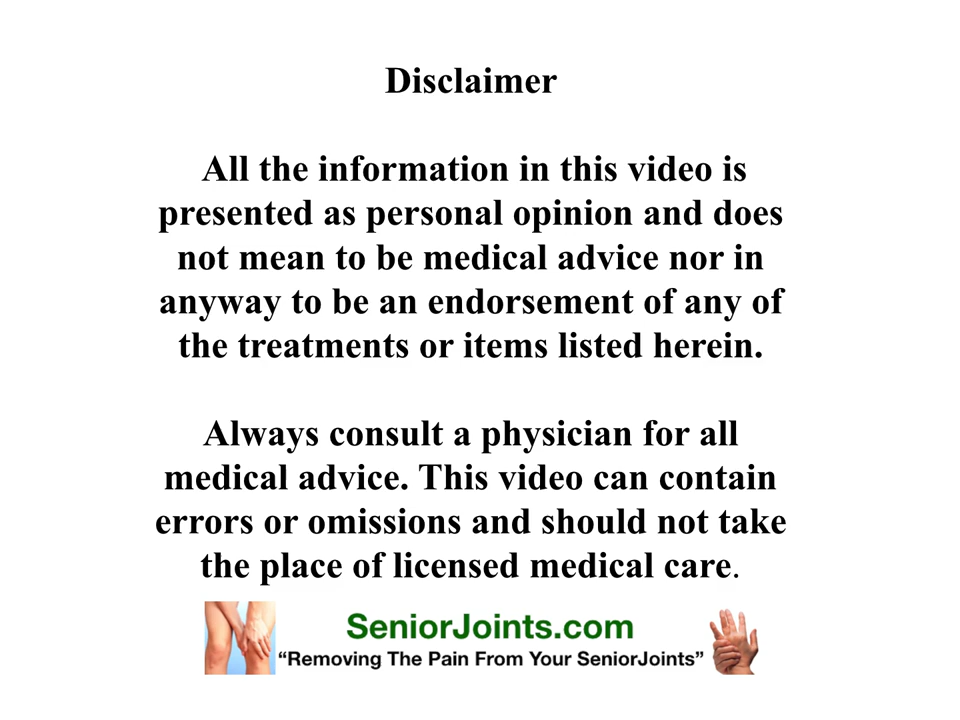 Disclaimer
All the information in this video is
presented as personal opinion and does
not mean to be medical advice nor in
anyway to be an endorsement of any of
the treatments or items listed herein.
Always consult a physician for all
medical advice. This video can contain
errors or omissions and should not take
the place of licensed medical care.
SeniorJoints.com
“Removing The Pain From Your SeniorJoints”